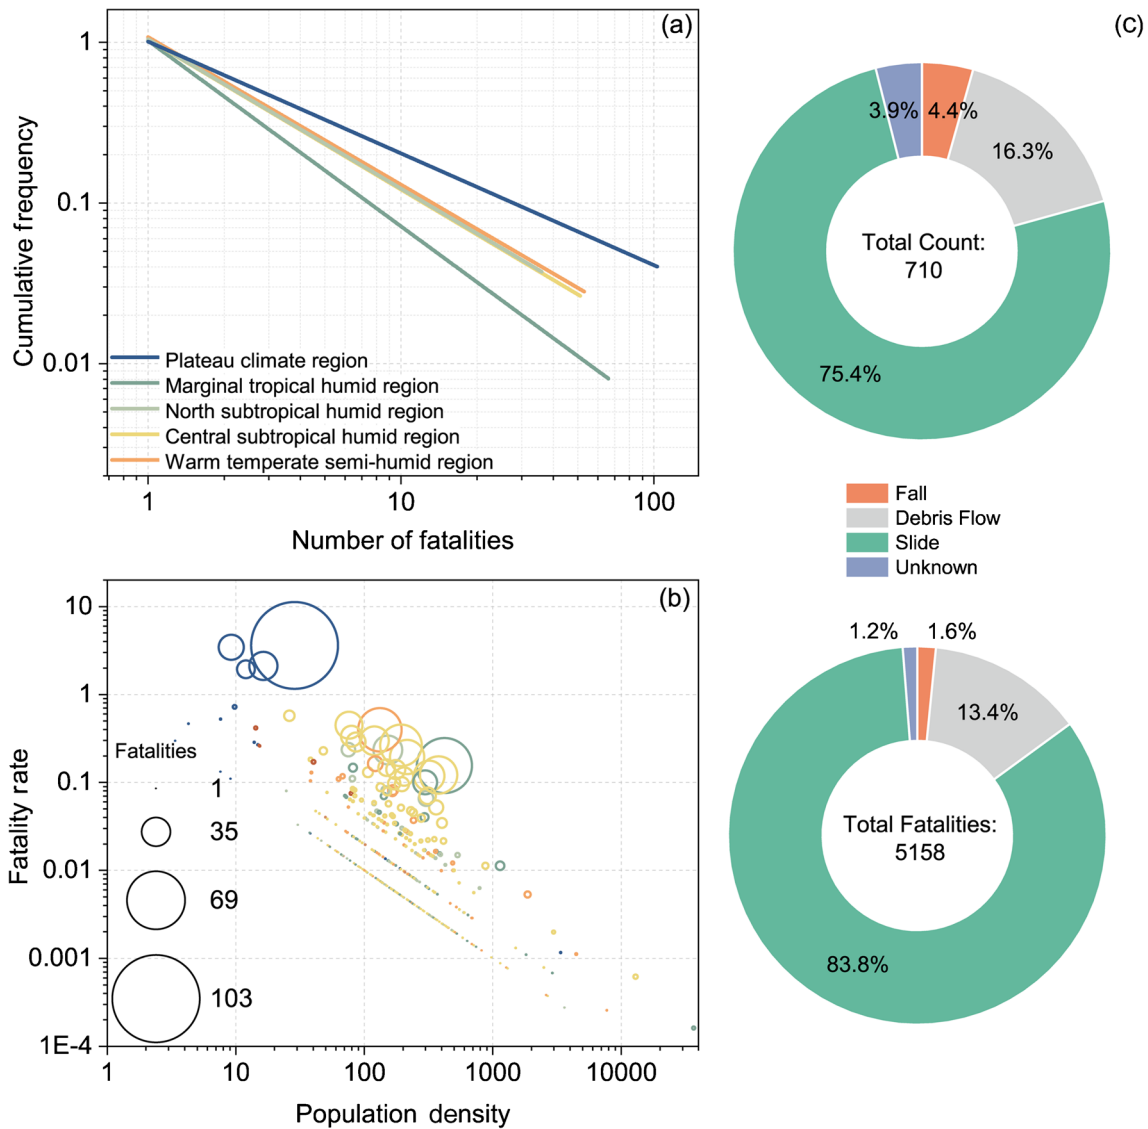 (a)
1
0.1
0.01
Cumulative frequency
Plateau climate region
Marginal tropical humid region
North subtropical humid region
Central subtropical humid region
Warm temperate semi-humid region
1
10
100
Number of fatalities
(b)
10
1
0.1
0.01
0.001
1E-4
Fatality rate
Fatalities
1
35
69
103
1
10
100
1000
10000
Population density
(c)
3.9%
4.4%
16.3%
Total Count:
710
75.4%
Fall
Debris Flow
Slide
Unknown
1.2%
1.6%
13.4%
Total Fatalities:
5158
83.8%